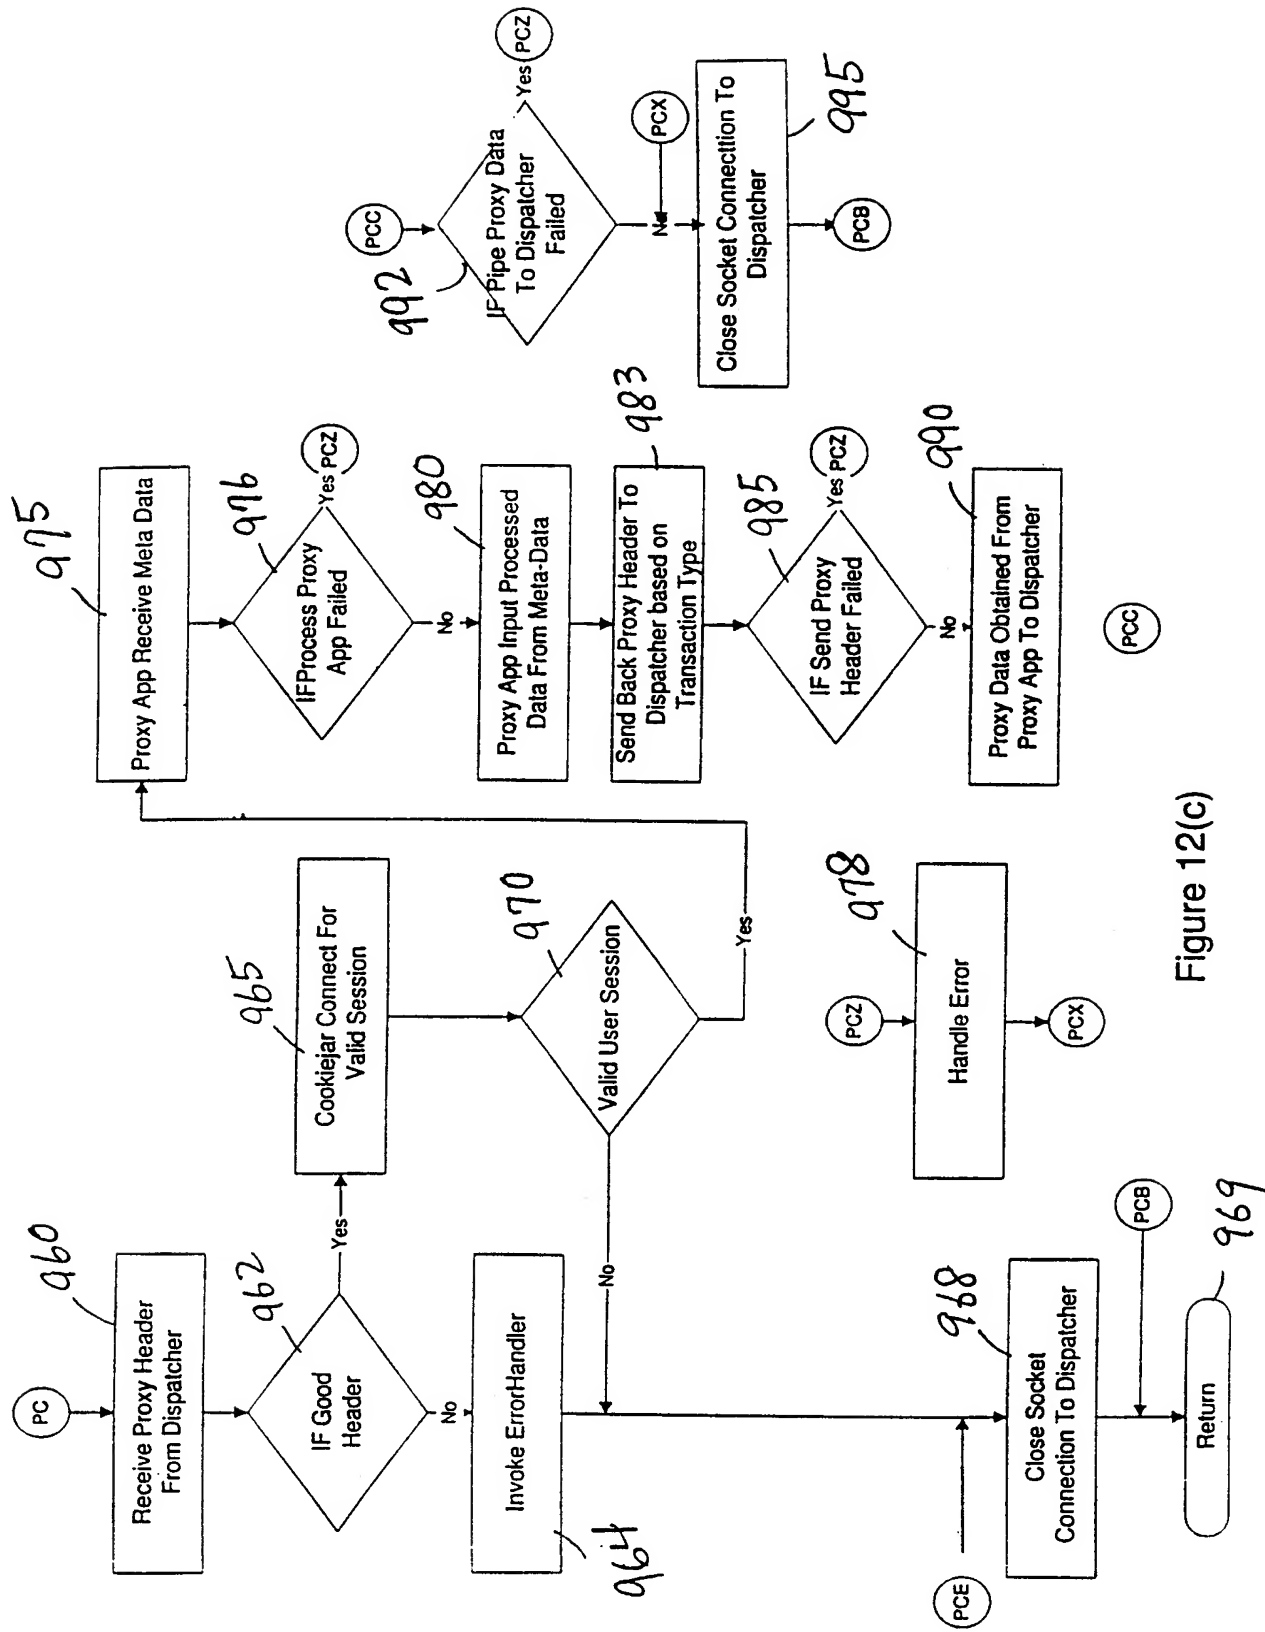 PC
960
Receive Proxy Header
From Dispatcher
962
IF Good
Header
Yes
No
Invoke ErrorHandler
964
965
Cookiejar Connect For
Valid Session
970
Valid User Session
No
Yes
PCE
968
Close Socket
Connection To Dispatcher
PCB
Return
969
975
Proxy App Receive Meta Data
976
IFProcess Proxy
App Failed
Yes
PCZ
No
980
Proxy App Input Processed
Data From Meta-Data
983
Send Back Proxy Header To
Dispatcher based on
Transaction Type
985
IF Send Proxy
Header Failed
Yes
PCZ
No
990
Proxy Data Obtained From
Proxy App To Dispatcher
PCC
PCZ
978
Handle Error
PCX
PCC
992
IF Pipe Proxy Data
To Dispatcher
Failed
Yes
PCZ
No
PCX
Close Socket Connecttion To
Dispatcher
995
PCB
Figure 12(c)